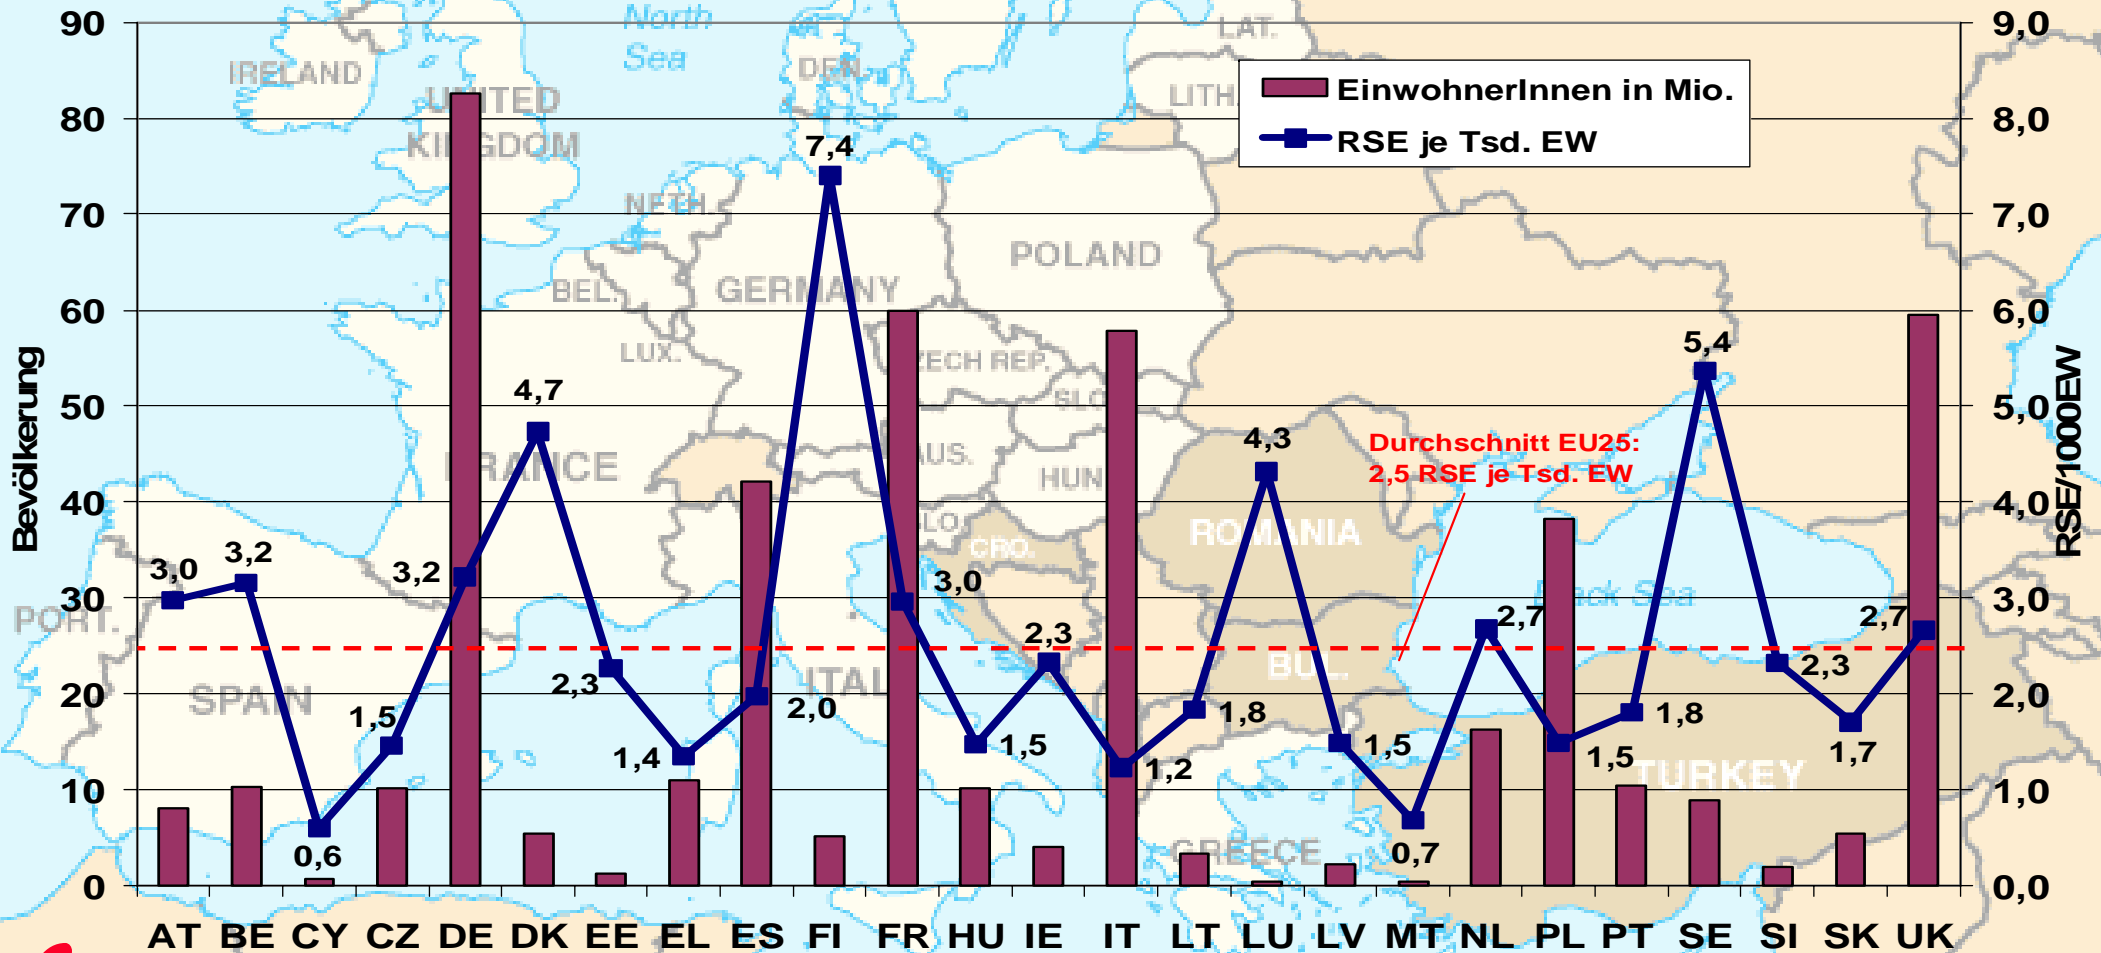 North
Sea
IRELAND
UNITED
KINGDOM
DEN.
LAT.
LITH.
NETH.
BEL.
LUX.
GERMANY
POLAND
CZECH REP.
SLO
AUS.
HUN
SLO.
CRO.
FRANCE
PORT.
SPAIN
ITAL
ROMANIA
BUL.
Black Sea
TURKEY
GREECE
EinwohnerInnen in Mio.
RSE je Tsd. EW
Durchschnitt EU25:
2,5 RSE je Tsd. EW
Bevölkerung
90
80
70
60
50
40
30
20
10
0
RSE/1000EW
9,0
8,0
7,0
6,0
5,0
4,0
3,0
2,0
1,0
0,0
3,0
3,2
0,6
1,5
3,2
4,7
2,3
1,4
2,0
7,4
3,0
1,5
2,3
1,2
1,8
4,3
1,5
0,7
2,7
1,5
1,8
5,4
2,3
1,7
2,7
AT BE CY CZ DE DK EE EL ES FI FR HU IE IT LT LU LV MT NL PL PT SE SI SK UK